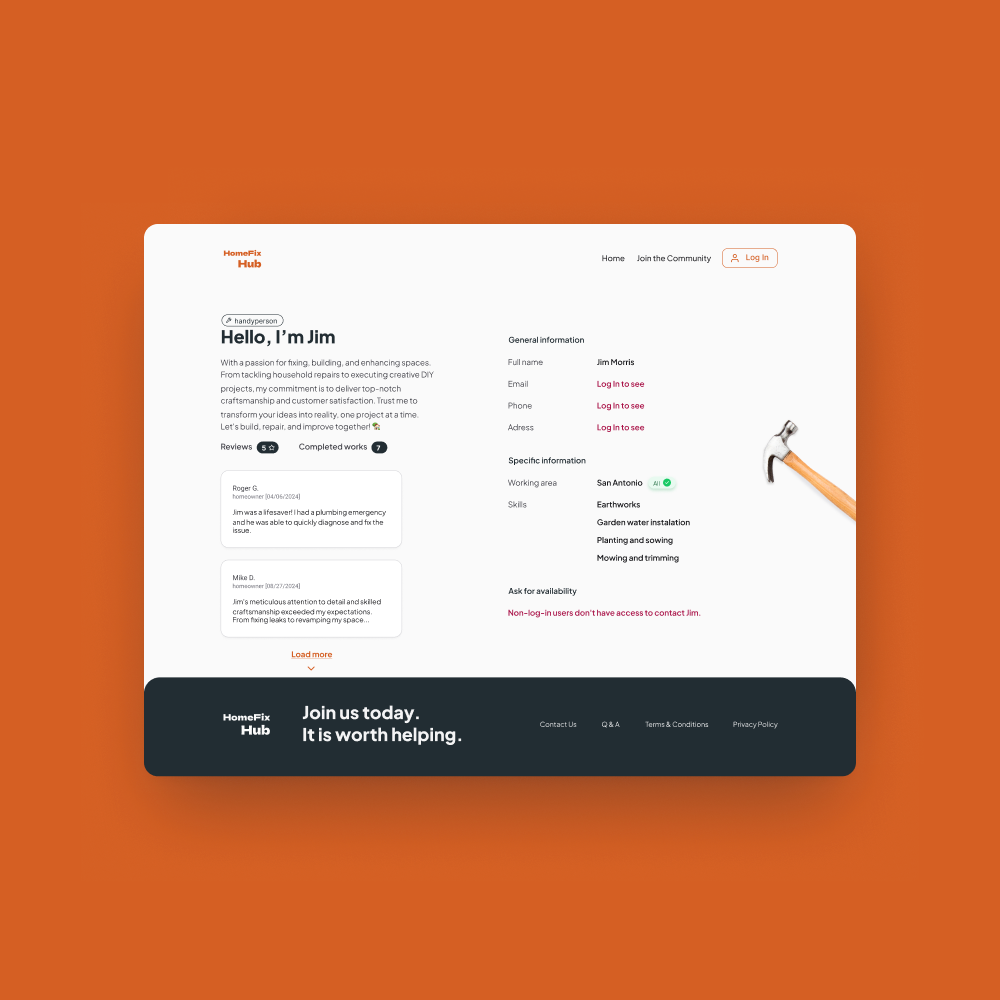 HomeFix
Hub
Home
Join the Community
Log In
handyperson
Hello, I’m Jim
With a passion for fixing, building, and enhancing spaces.
From tackling household repairs to executing creative DIY
projects, my commitment is to deliver top-notch
craftsmanship and customer satisfaction. Trust me to
transform your ideas into reality, one project at a time.
Let's build, repair, and improve together!
Reviews 5
Completed works 7
Roger G.
homeowner [04/06/2024]
Jim was a lifesaver! I had a plumbing emergency
and he was able to quickly diagnose and fix the
issue.
Mike D.
homeowner [08/27/2024]
Jim's meticulous attention to detail and skilled
craftsmanship exceeded my expectations.
From fixing leaks to revamping my space...
Load more
General information
Full name Jim Morris
Email Log In to see
Phone Log In to see
Adress Log In to see
Specific information
Working area San Antonio All
Skills Earthworks
Garden water instalation
Planting and sowing
Mowing and trimming
Ask for availability
Non-log-in users don't have access to contact Jim.
HomeFix
Hub
Join us today.
It is worth helping.
Contact Us
Q & A
Terms & Conditions
Privacy Policy